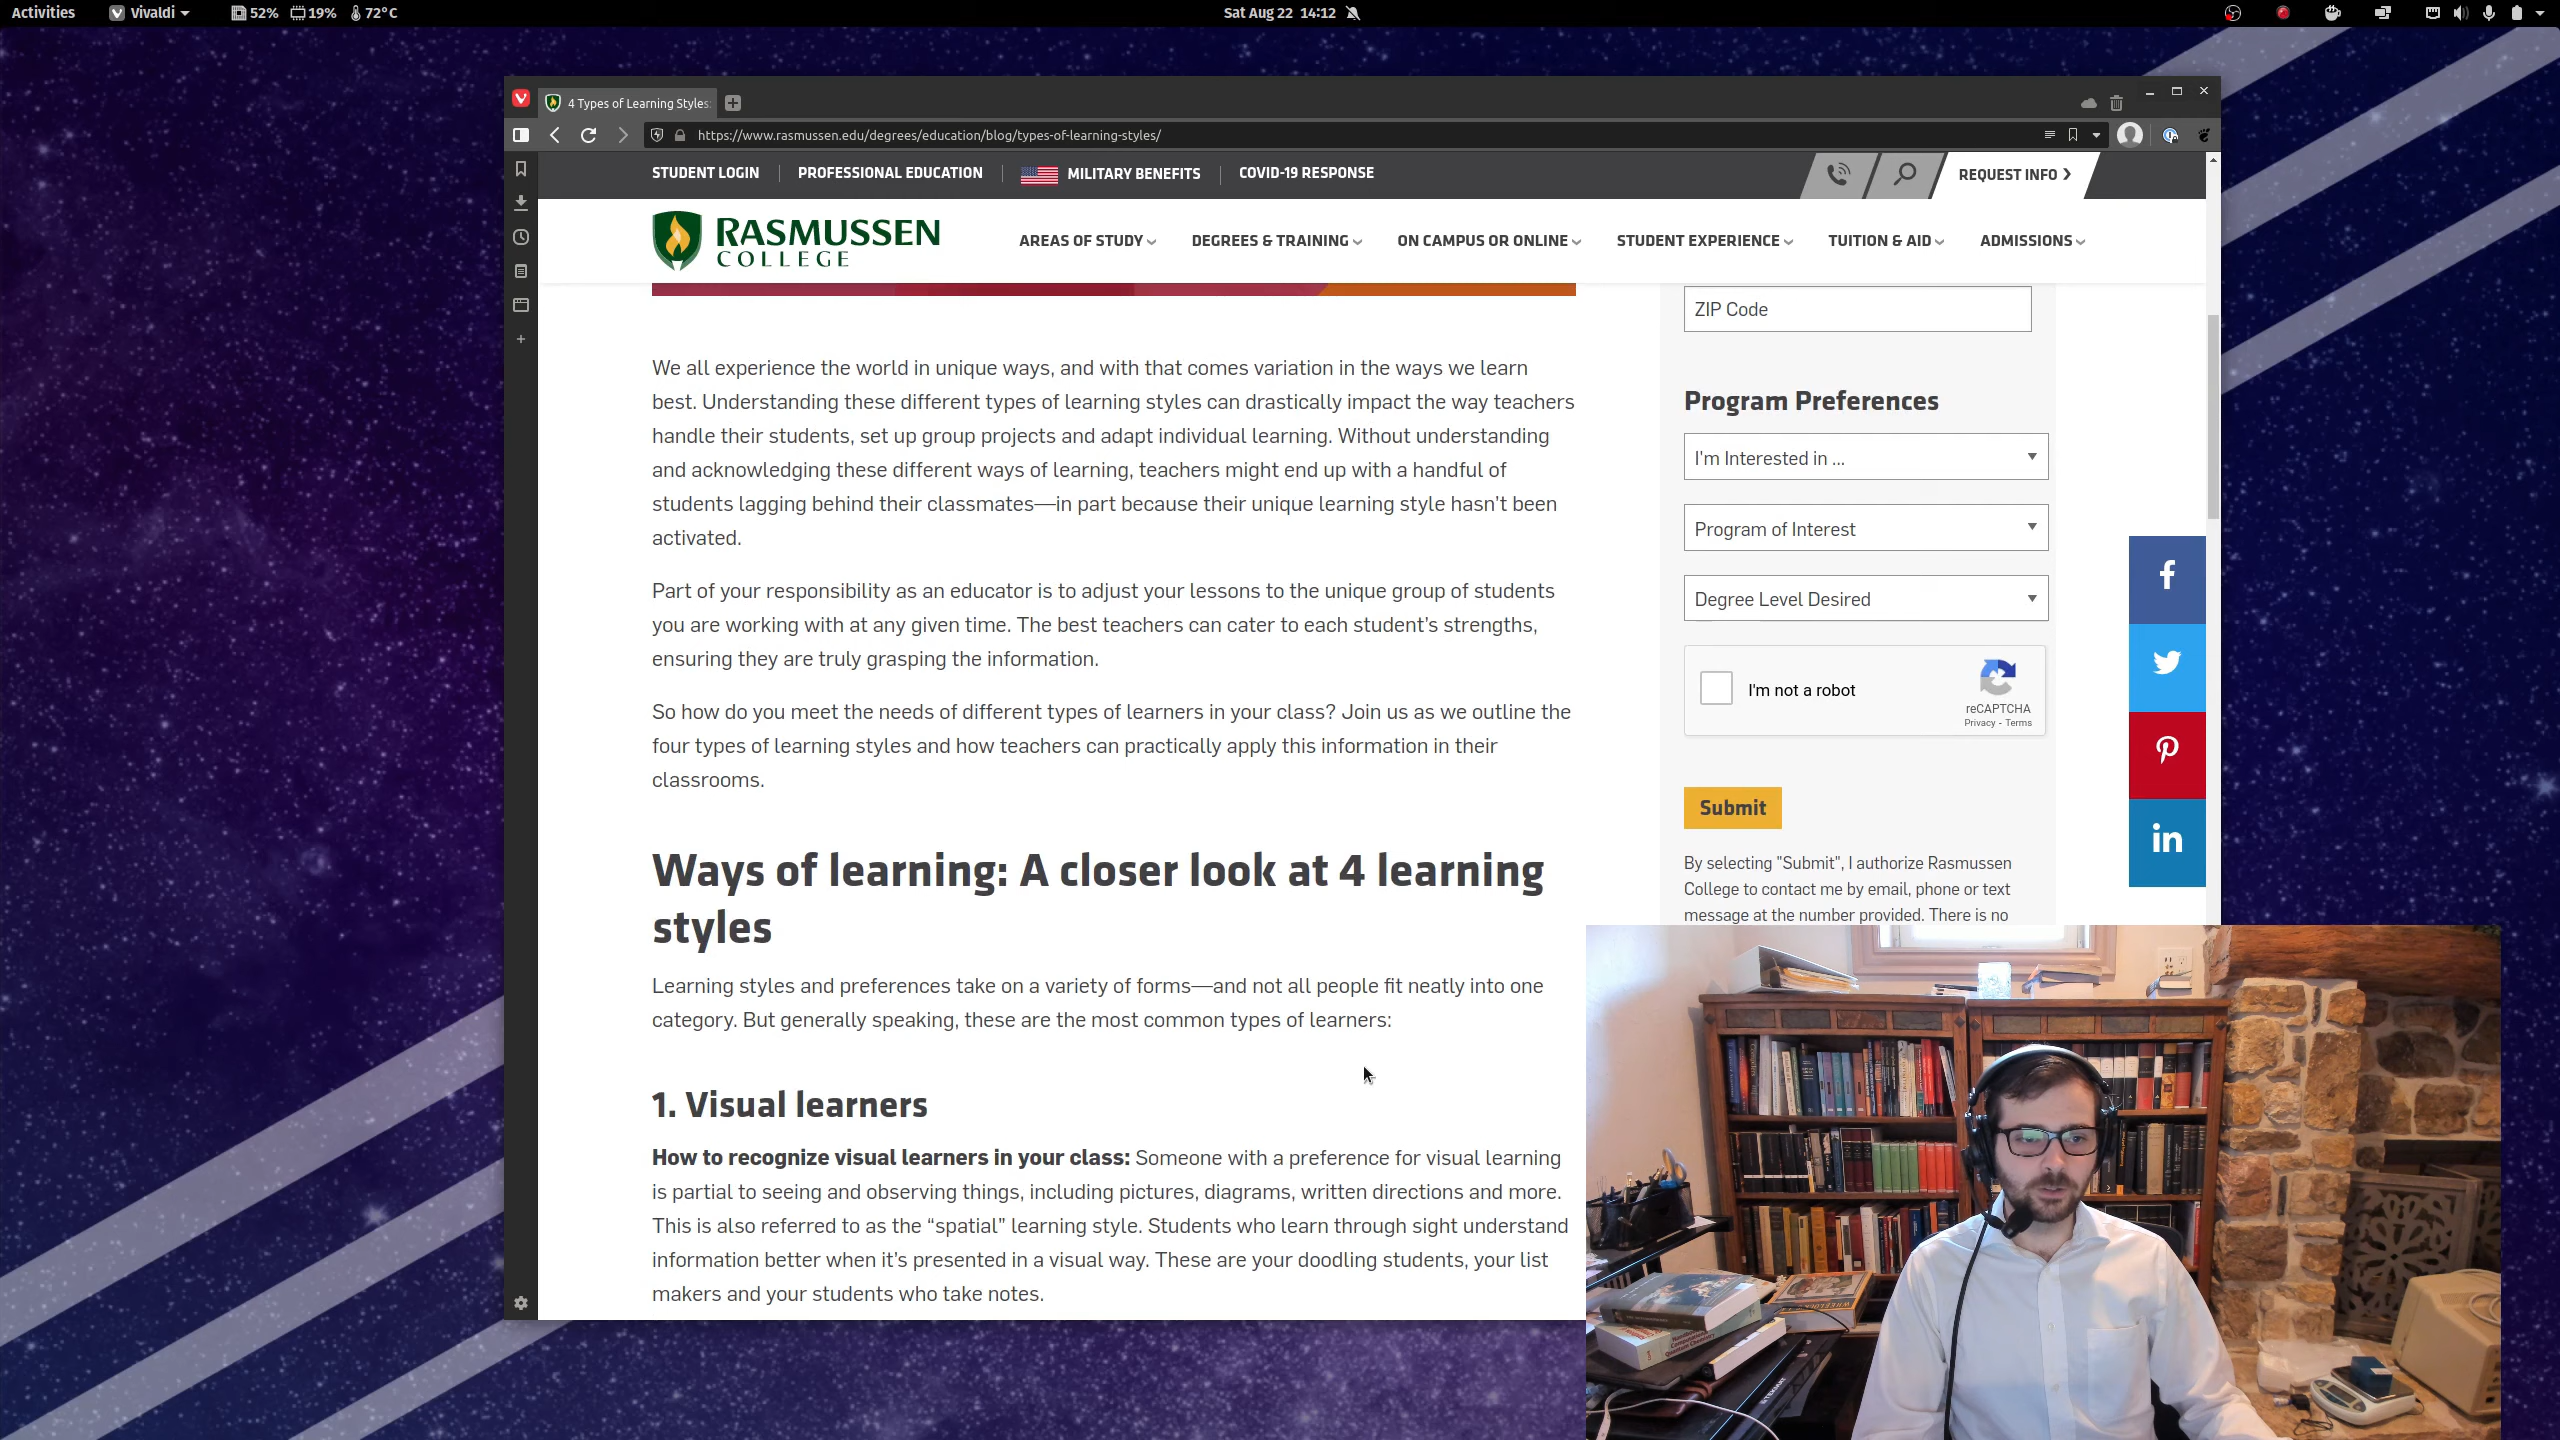 Activities
Vivaldi
52%
19%
72°C
Sat Aug 22 14:12
4 Types of Learning Styles
https://www.rasmussen.edu/degrees/education/blog/types-of-learning-styles/
STUDENT LOGIN
PROFESSIONAL EDUCATION
MILITARY BENEFITS
COVID-19 RESPONSE
REQUEST INFO
RASMUSSEN
COLLEGE
AREAS OF STUDY
DEGREES & TRAINING
ON CAMPUS OR ONLINE
STUDENT EXPERIENCE
TUITION & AID
ADMISSIONS
We all experience the world in unique ways, and with that comes variation in the ways we learn
best. Understanding these different types of learning styles can drastically impact the way teachers
handle their students, set up group projects and adapt individual learning. Without understanding
and acknowledging these different ways of learning, teachers might end up with a handful of
students lagging behind their classmates—in part because their unique learning style hasn’t been
activated.
Part of your responsibility as an educator is to adjust your lessons to the unique group of students
you are working with at any given time. The best teachers can cater to each student’s strengths,
ensuring they are truly grasping the information.
So how do you meet the needs of different types of learners in your class? Join us as we outline the
four types of learning styles and how teachers can practically apply this information in their
classrooms.
Ways of learning: A closer look at 4 learning
styles
Learning styles and preferences take on a variety of forms—and not all people fit neatly into one
category. But generally speaking, these are the most common types of learners:
1. Visual learners
How to recognize visual learners in your class: Someone with a preference for visual learning
is partial to seeing and observing things, including pictures, diagrams, written directions and more.
This is also referred to as the “spatial” learning style. Students who learn through sight understand
information better when it’s presented in a visual way. These are your doodling students, your list
makers and your students who take notes.
ZIP Code
Program Preferences
I'm Interested in ...
Program of Interest
Degree Level Desired
I'm not a robot
reCAPTCHA
Privacy - Terms
Submit
By selecting "Submit", I authorize Rasmussen
College to contact me by email, phone or text
message at the number provided. There is no